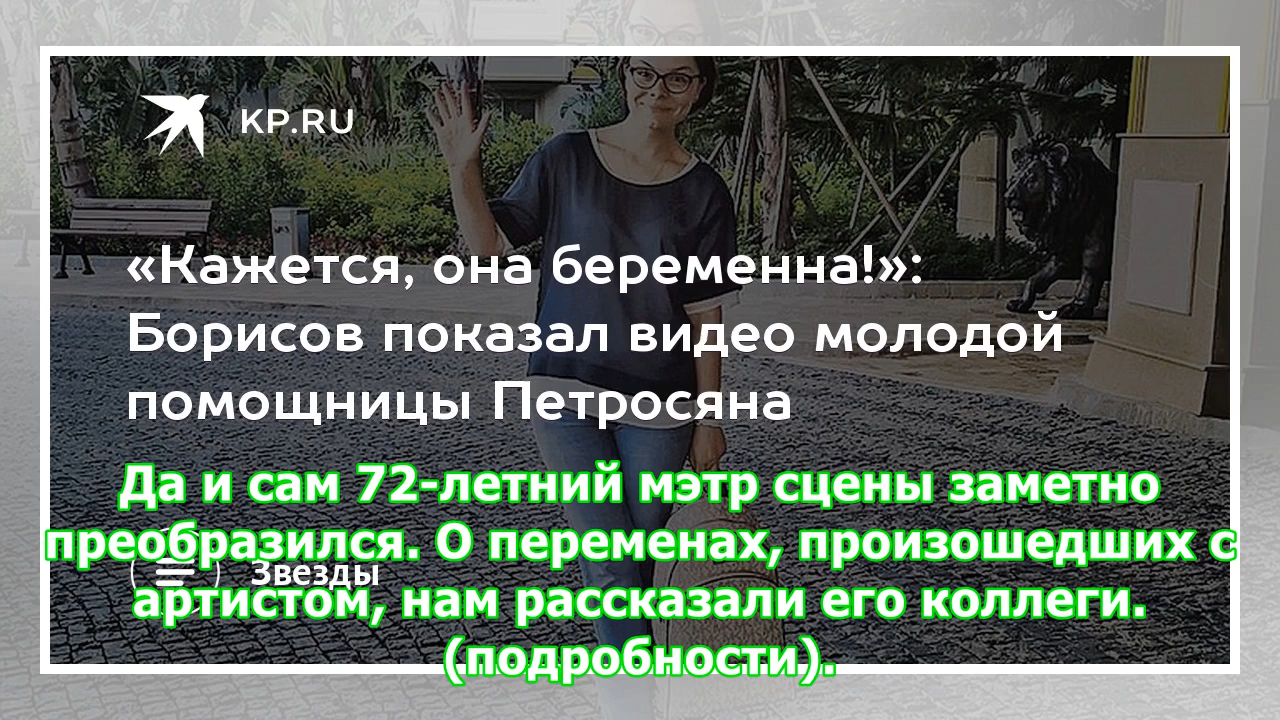 KP.RU
«Кажется, она беременна!»:
Борисов показал видео молодой
помощницы Петросяна
Да и сам 72-летний мэтр сцены заметно
преобразился. О переменах, произошедших с
Звезды
артистом, нам рассказали его коллеги.
(подробности).